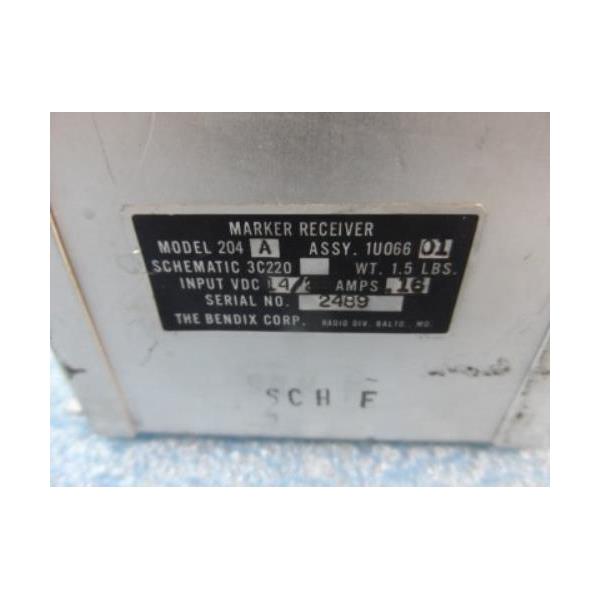 MARKER RECEIVER
MODEL 204 A ASSY. 1U066 01
SCHEMATIC 3C220 WT. 1.5 LBS.
INPUT VDC 14/ AMPS .16
SERIAL NO. 2489
THE BENDIX CORP. RADIO DIV. BALTO., MD.
SCH F